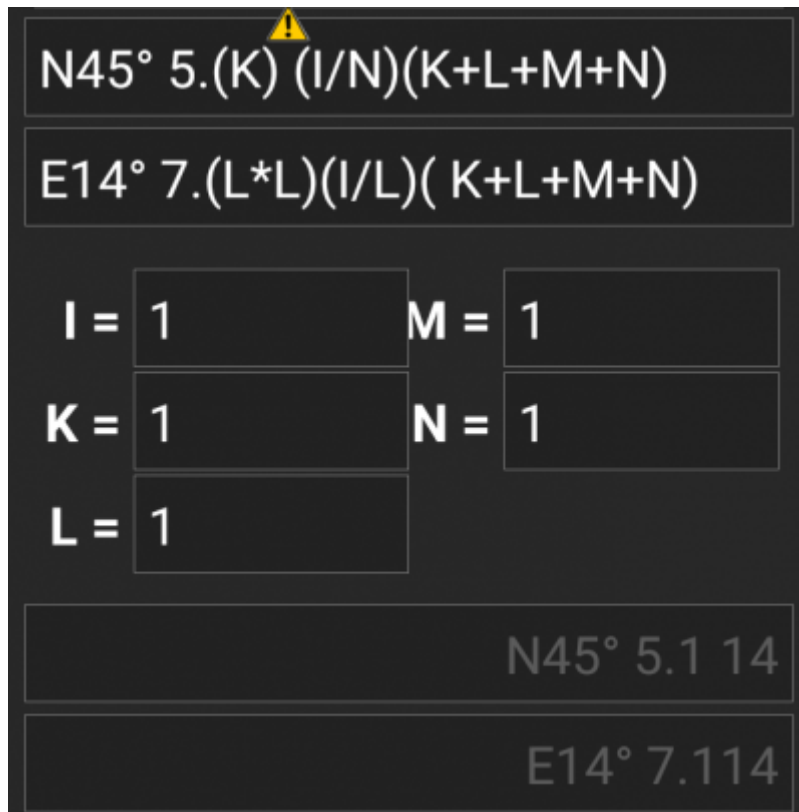 N45° 5.(K) (I/N)(K+L+M+N)
E14° 7.(L*L)(I/L)( K+L+M+N)
I = 1 M = 1
K = 1 N = 1
L = 1
N45° 5.1 14
E14° 7.114